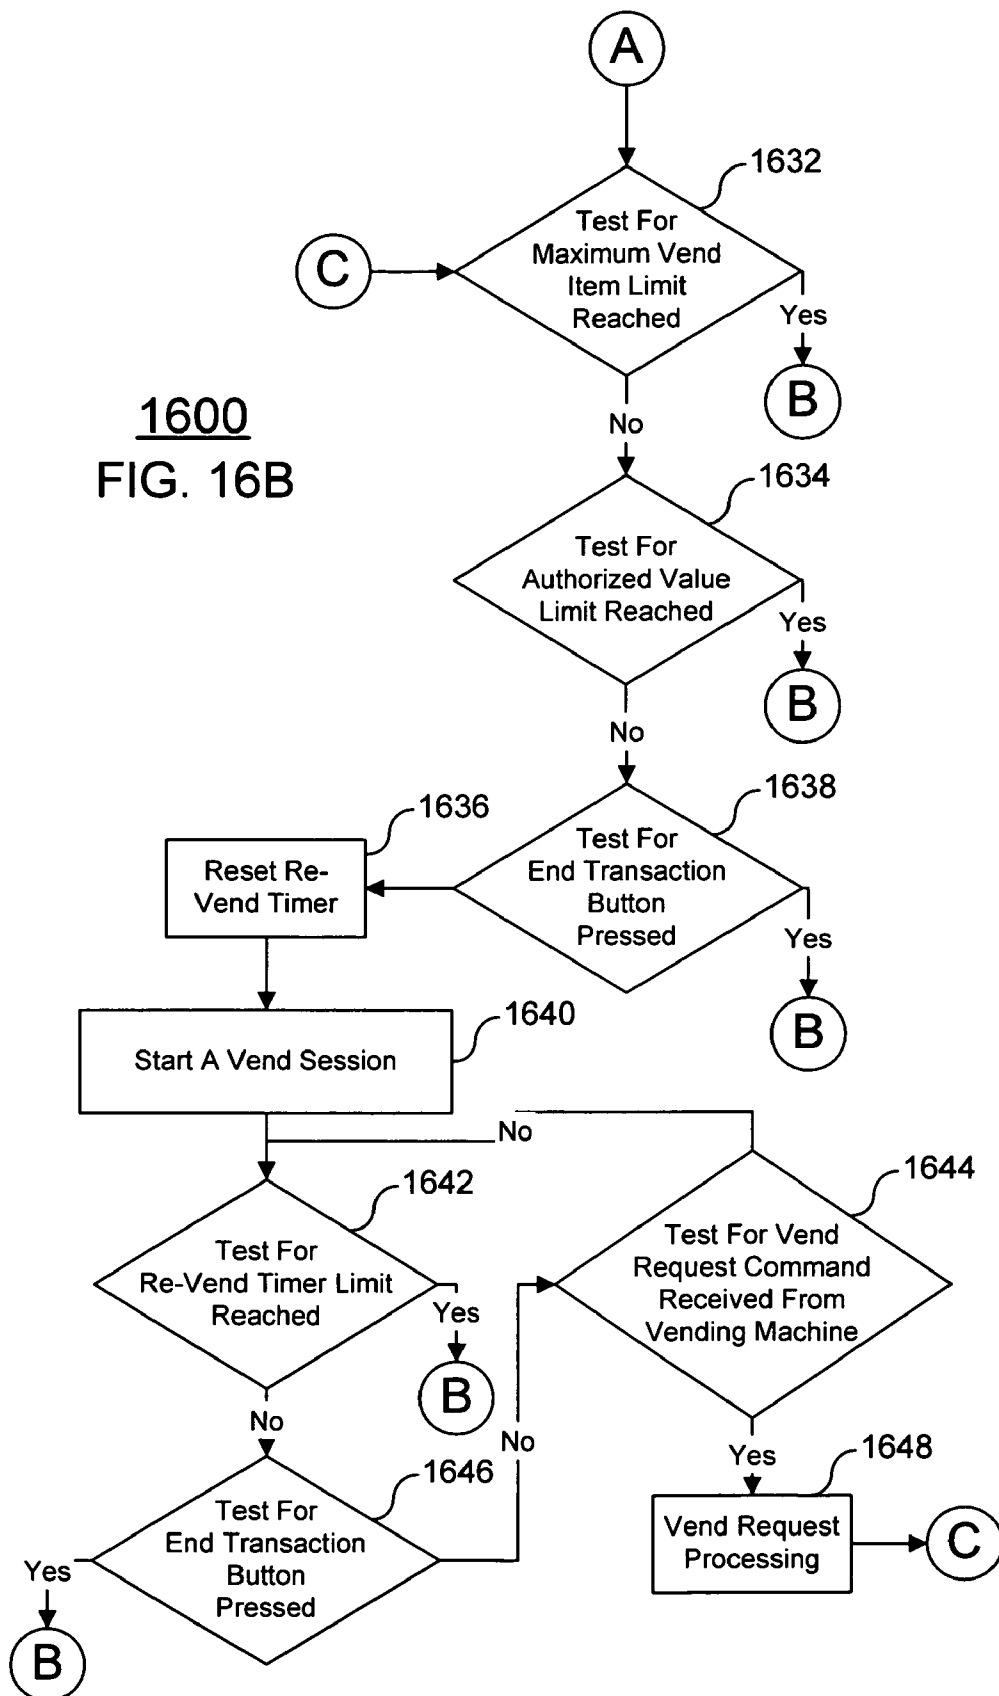 A
1632
Test For
Maximum Vend
Item Limit
Reached
C
Yes
B
1600
FIG. 16B
No
1634
Test For
Authorized Value
Limit Reached
Yes
B
No
1638
1636
Test For
End Transaction
Button
Pressed
Reset Re-
Vend Timer
Yes
B
1640
Start A Vend Session
No
1642
1644
Test For
Re-Vend Timer Limit
Reached
Test For Vend
Request Command
Received From
Vending Machine
Yes
B
No
No
1646
Yes
1648
Test For
End Transaction
Button
Pressed
Vend Request
Processing
C
Yes
B